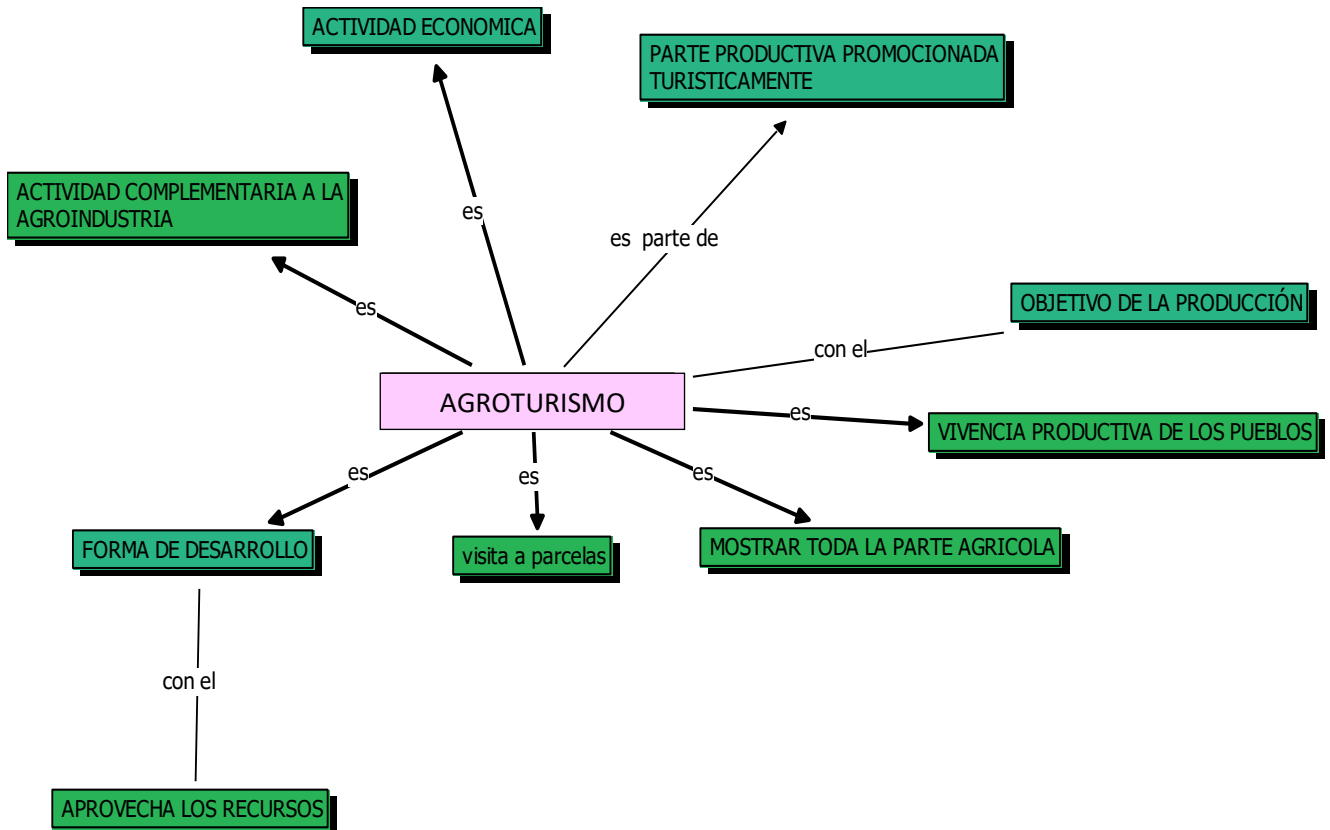 ACTIVIDAD ECONOMICA
PARTE PRODUCTIVA PROMOCIONADA
TURISTICAMENTE
ACTIVIDAD COMPLEMENTARIA A LA
AGROINDUSTRIA
es
es parte de
es
OBJETIVO DE LA PRODUCCIÓN
con el
AGROTURISMO
es
VIVENCIA PRODUCTIVA DE LOS PUEBLOS
es
es
es
FORMA DE DESARROLLO
visita a parcelas
MOSTRAR TODA LA PARTE AGRICOLA
con el
APROVECHA LOS RECURSOS